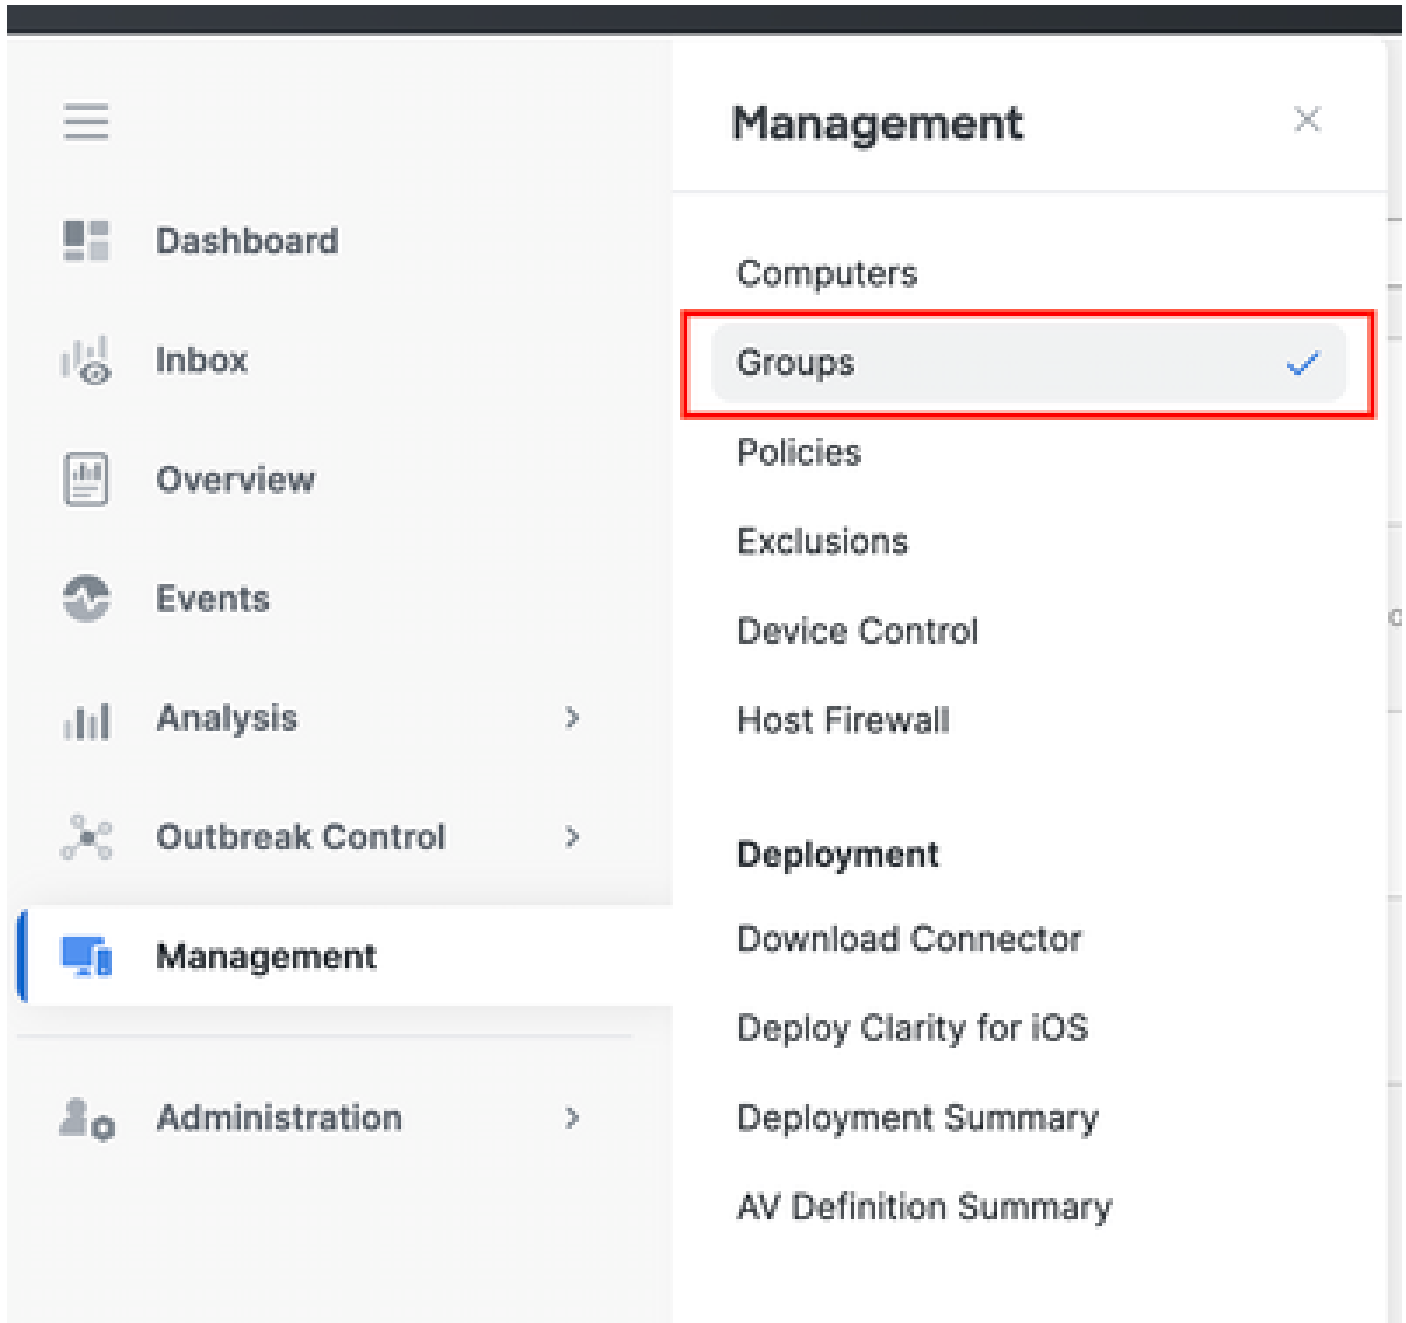 Dashboard
Inbox
Overview
Events
Analysis
Outbreak Control
Management
Administration
Management
Computers
Groups
Policies
Exclusions
Device Control
Host Firewall
Deployment
Download Connector
Deploy Clarity for iOS
Deployment Summary
AV Definition Summary